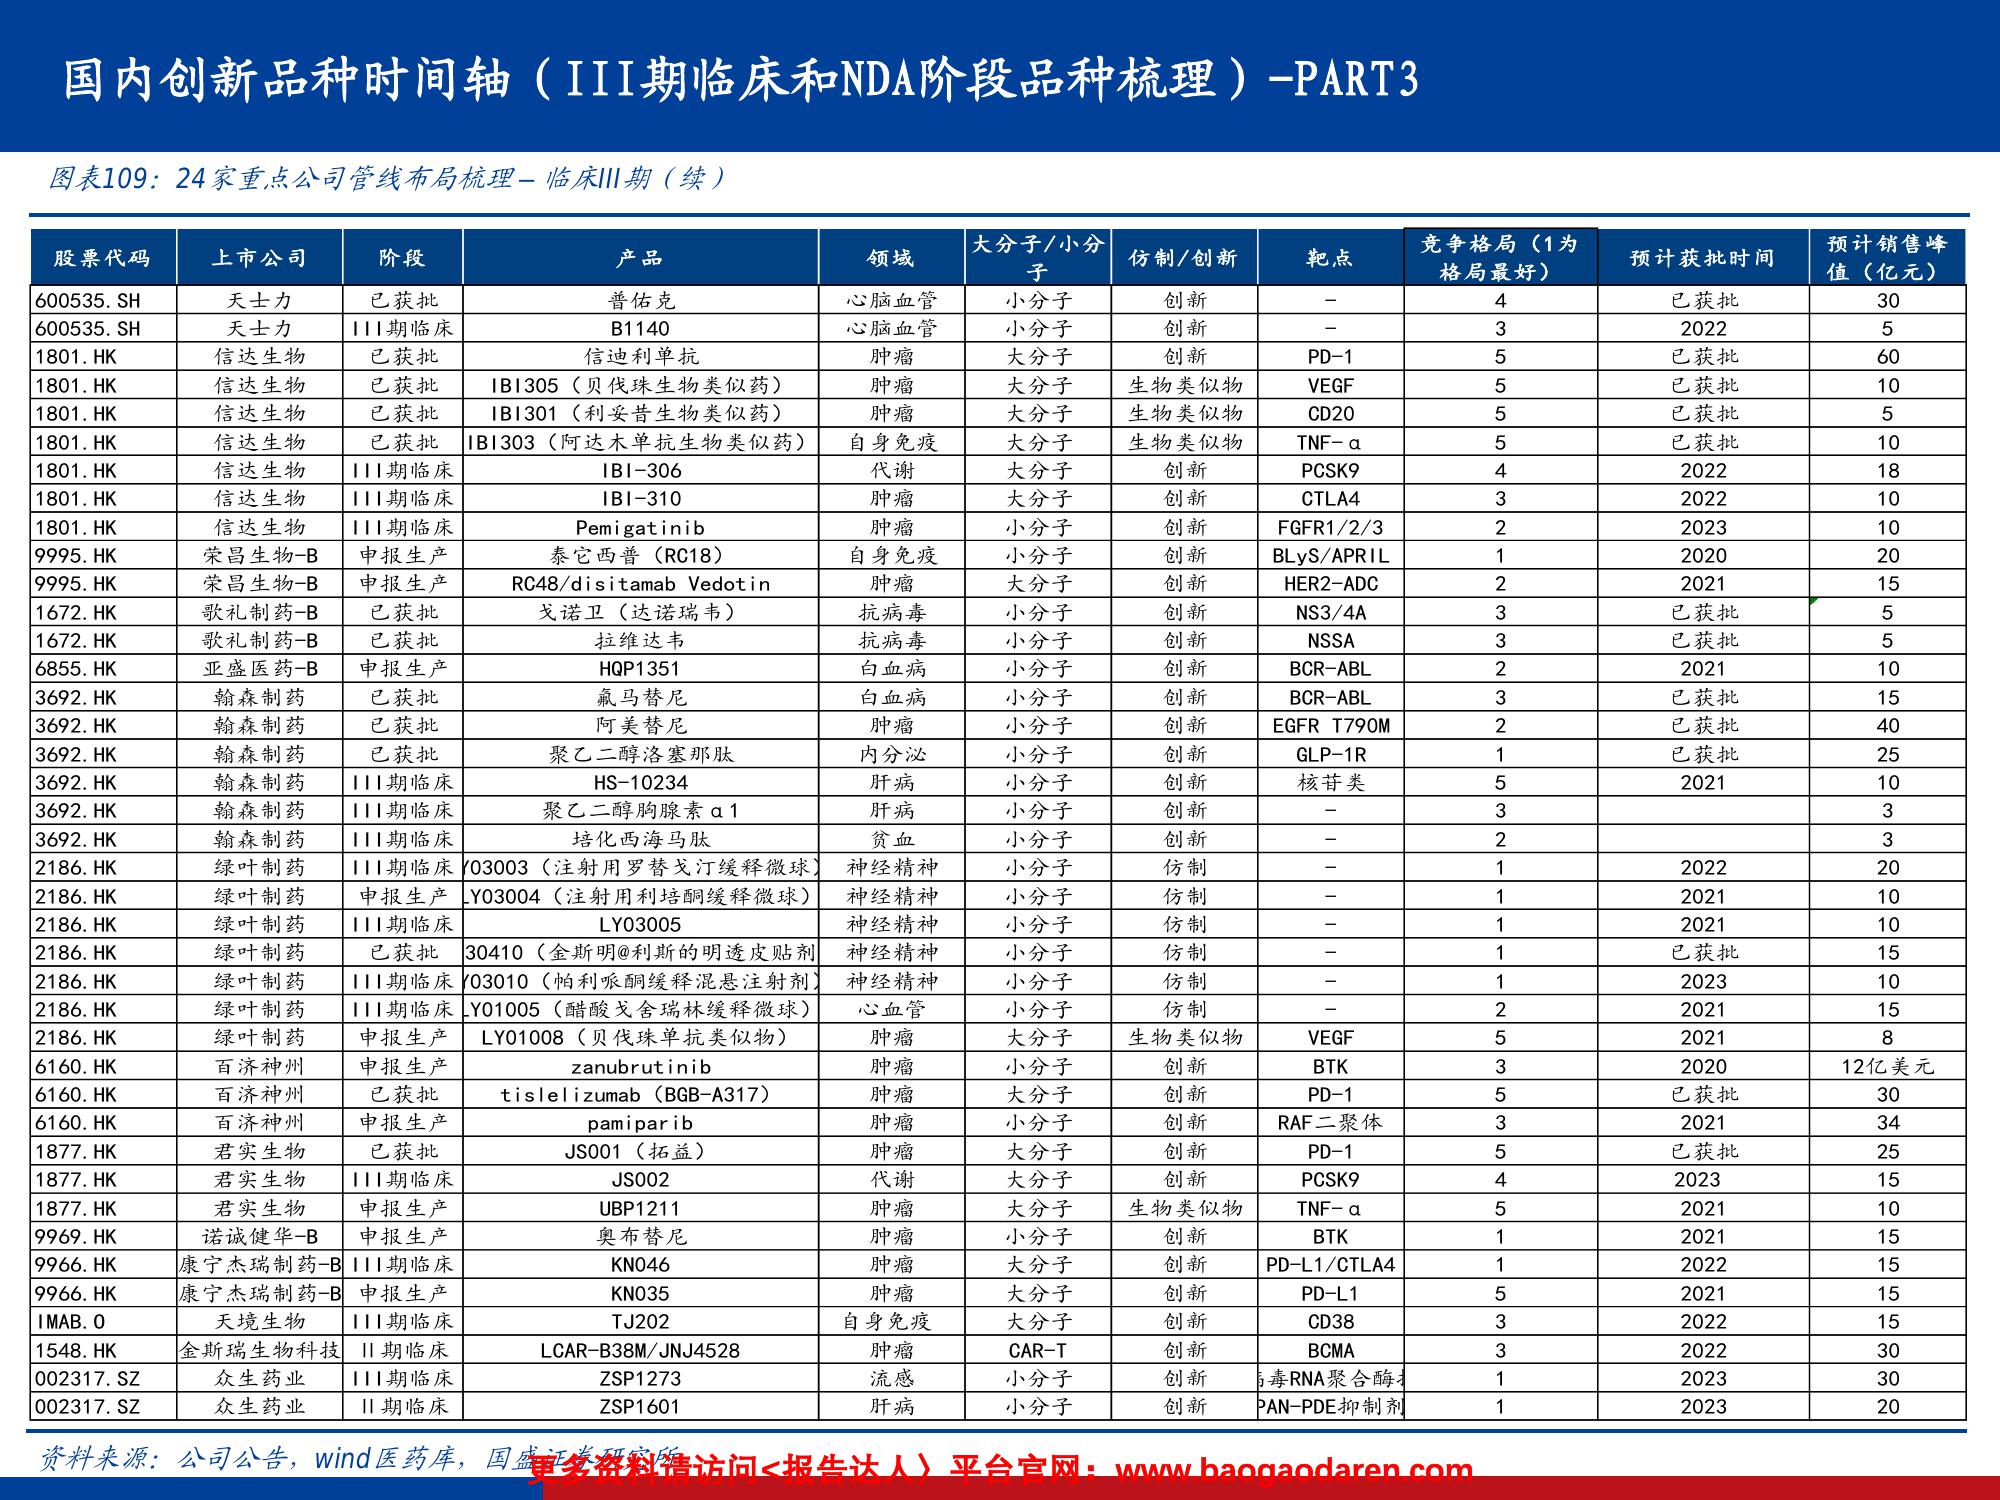 国内创新品种时间轴（III期临床和NDA阶段品种梳理）—PART3
图表109：24家重点公司管线布局梳理—临床III期（续）
股票代码 上市公司 阶段 产品 领域 大分子/小分子 仿制/创新 靶点 竞争格局（1为格局最好） 预计获批时间 预计销售峰值（亿元）
600535.SH 天士力 已获批 普佑克 心脑血管 小分子 创新 - 4 已获批 30
600535.SH 天士力 III期临床 B1140 心脑血管 小分子 创新 - 3 2022 5
1801.HK 信达生物 已获批 信迪利单抗 肿瘤 大分子 创新 PD-1 5 已获批 60
1801.HK 信达生物 已获批 IBI305（贝伐珠生物类似药） 肿瘤 大分子 生物类似物 VEGF 5 已获批 10
1801.HK 信达生物 已获批 IBI301（利妥昔生物类似药） 肿瘤 大分子 生物类似物 CD20 5 已获批 5
1801.HK 信达生物 已获批 IBI303（阿达木单抗生物类似药） 自身免疫 大分子 生物类似物 TNF-α 5 已获批 10
1801.HK 信达生物 III期临床 IBI-306 代谢 大分子 创新 PCSK9 4 2022 18
1801.HK 信达生物 III期临床 IBI-310 肿瘤 大分子 创新 CTLA4 3 2022 10
1801.HK 信达生物 III期临床 Pemigatinib 肿瘤 小分子 创新 FGFR1/2/3 2 2023 10
9995.HK 荣昌生物-B 申报生产 泰它西普（RC18） 自身免疫 小分子 创新 BLyS/APRIL 1 2020 20
9995.HK 荣昌生物-B 申报生产 RC48/disitamab Vedotin 肿瘤 大分子 创新 HER2-ADC 2 2021 15
1672.HK 歌礼制药-B 已获批 戈诺卫（达诺瑞韦） 抗病毒 小分子 创新 NS3/4A 3 已获批 5
1672.HK 歌礼制药-B 已获批 拉维达韦 抗病毒 小分子 创新 NSSA 3 已获批 5
6855.HK 亚盛医药-B 申报生产 HQP1351 白血病 小分子 创新 BCR-ABL 2 2021 10
3692.HK 翰森制药 已获批 氟马替尼 白血病 小分子 创新 BCR-ABL 3 已获批 15
3692.HK 翰森制药 已获批 阿美替尼 肿瘤 小分子 创新 EGFR T790M 2 已获批 40
3692.HK 翰森制药 已获批 聚乙二醇洛塞那肽 内分泌 小分子 创新 GLP-1R 1 已获批 25
3692.HK 翰森制药 III期临床 HS-10234 肝病 小分子 创新 核苷类 5 2021 10
3692.HK 翰森制药 III期临床 聚乙二醇胸腺素α1 肝病 小分子 创新 - 3 3
3692.HK 翰森制药 III期临床 培化西海马肽 贫血 小分子 创新 - 2 3
2186.HK 绿叶制药 III期临床 Y03003（注射用罗替戈汀缓释微球） 神经精神 小分子 仿制 - 1 2022 20
2186.HK 绿叶制药 申报生产 LY03004（注射用利培酮缓释微球） 神经精神 小分子 仿制 - 1 2021 10
2186.HK 绿叶制药 III期临床 LY03005 神经精神 小分子 仿制 - 1 2021 10
2186.HK 绿叶制药 已获批 30410（金斯明@利斯的明透皮贴剂 神经精神 小分子 仿制 - 1 已获批 15
2186.HK 绿叶制药 III期临床 Y03010（帕利哌酮缓释混悬注射剂） 神经精神 小分子 仿制 - 1 2023 10
2186.HK 绿叶制药 III期临床 LY01005（醋酸戈舍瑞林缓释微球） 心血管 小分子 仿制 - 2 2021 15
2186.HK 绿叶制药 申报生产 LY01008（贝伐珠单抗类似物） 肿瘤 大分子 生物类似物 VEGF 5 2021 8
6160.HK 百济神州 申报生产 zanubrutinib 肿瘤 小分子 创新 BTK 3 2020 12亿美元
6160.HK 百济神州 已获批 tislelizumab（BGB-A317） 肿瘤 大分子 创新 PD-1 5 已获批 30
6160.HK 百济神州 申报生产 pamiparib 肿瘤 小分子 创新 RAF二聚体 3 2021 34
1877.HK 君实生物 已获批 JS001（拓益） 肿瘤 大分子 创新 PD-1 5 已获批 25
1877.HK 君实生物 III期临床 JS002 代谢 大分子 创新 PCSK9 4 2023 15
1877.HK 君实生物 申报生产 UBP1211 肿瘤 大分子 生物类似物 TNF-α 5 2021 10
9969.HK 诺诚健华-B 申报生产 奥布替尼 肿瘤 小分子 创新 BTK 1 2021 15
9966.HK 康宁杰瑞制药-B III期临床 KN046 肿瘤 大分子 创新 PD-L1/CTLA4 1 2022 15
9966.HK 康宁杰瑞制药-B 申报生产 KN035 肿瘤 大分子 创新 PD-L1 5 2021 15
IMAB.O 天境生物 III期临床 TJ202 自身免疫 大分子 创新 CD38 3 2022 15
1548.HK 金斯瑞生物科技 II期临床 LCAR-B38M/JNJ4528 肿瘤 CAR-T 创新 BCMA 3 2022 30
002317.SZ 众生药业 III期临床 ZSP1273 流感 小分子 创新 毒RNA聚合酶 1 2023 30
002317.SZ 众生药业 II期临床 ZSP1601 肝病 小分子 创新 PAN-PDE抑制剂 1 2023 20
资料来源：公司公告，wind医药库，国盛证券研究所
更多资料请访问<报告达人〉平台官网：www.baogaodaren.com